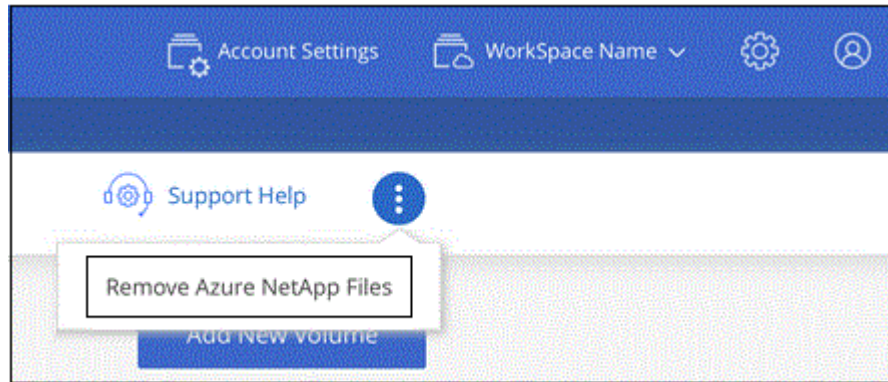 Account Settings
WorkSpace Name
Support Help
Remove Azure NetApp Files
Add New Volume